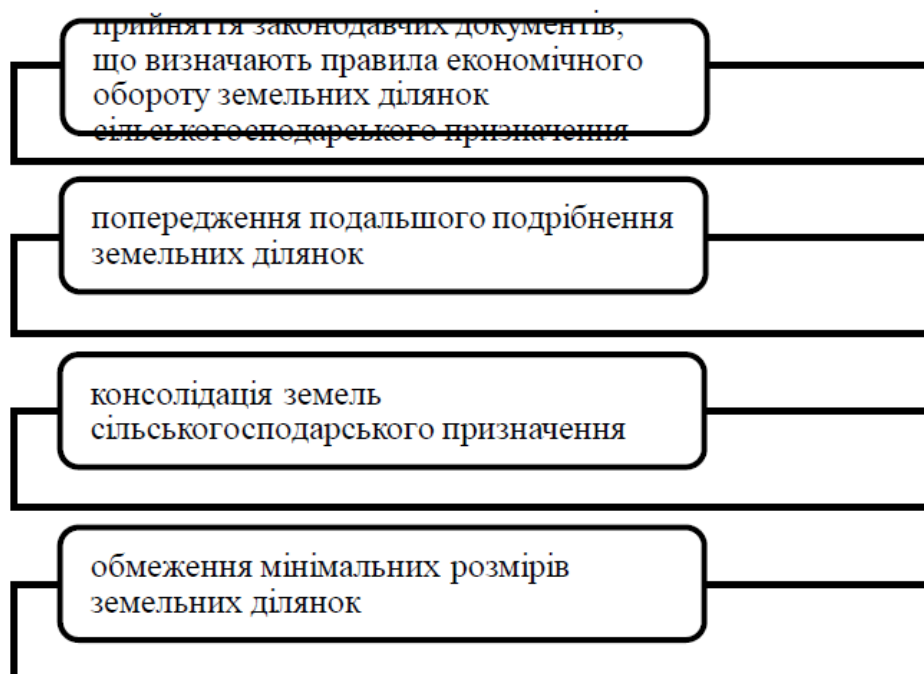 прийняття законодавчих документів,
що визначають правила економічного
обороту земельних ділянок
сільськогосподарського призначення
попередження подальшого подрібнення
земельних ділянок
консолідація земель
сільськогосподарського призначення
обмеження мінімальних розмірів
земельних ділянок